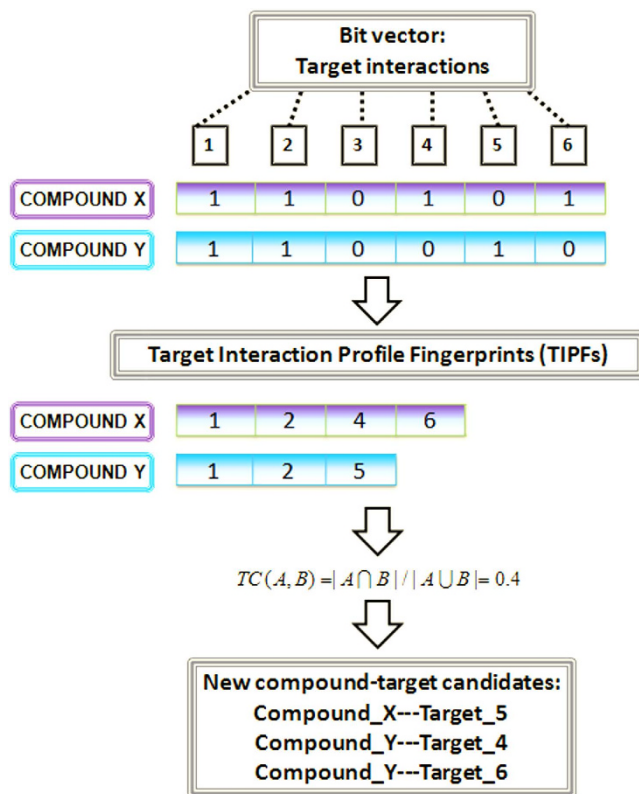 Bit vector:
Target interactions
1 2 3 4 5 6
COMPOUND X 1 1 0 1 0 1
COMPOUND Y 1 1 0 0 1 0
Target Interaction Profile Fingerprints (TIPFs)
COMPOUND X 1 2 4 6
COMPOUND Y 1 2 5
TC(A,B)=|A⋂B|/|A⋃B|=0.4
New compound-target candidates:
Compound_X---Target_5
Compound_Y---Target_4
Compound_Y---Target_6